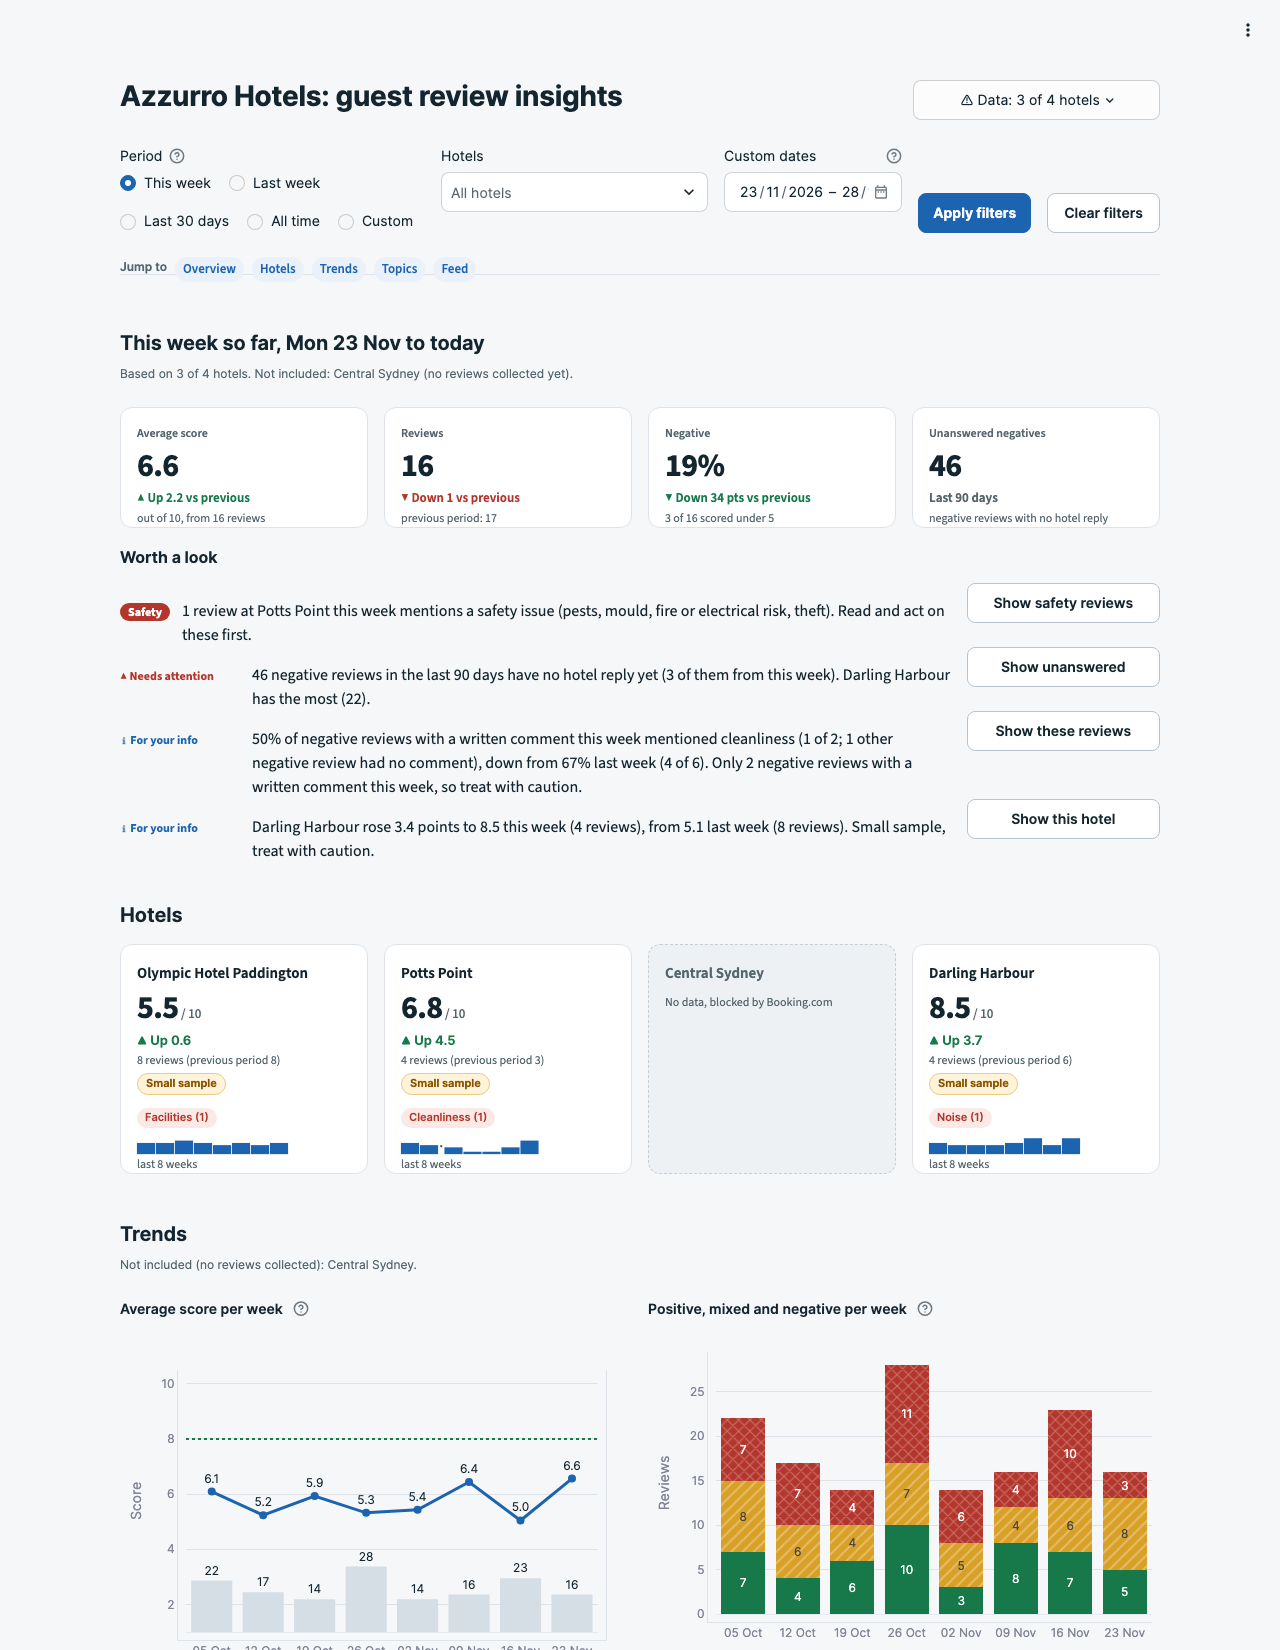 Azzurro Hotels: guest review insights
Data: 3 of 4 hotels
Period
This week
Last week
Last 30 days
All time
Custom
Hotels
All hotels
Custom dates
23/11/2026 – 28/
Apply filters
Clear filters
Jump to
Overview
Hotels
Trends
Topics
Feed
This week so far, Mon 23 Nov to today
Based on 3 of 4 hotels. Not included: Central Sydney (no reviews collected yet).
Average score
6.6
▲ Up 2.2 vs previous
out of 10, from 16 reviews
Reviews
16
▼ Down 1 vs previous
previous period: 17
Negative
19%
▼ Down 34 pts vs previous
3 of 16 scored under 5
Unanswered negatives
46
Last 90 days
negative reviews with no hotel reply
Worth a look
Safety
1 review at Potts Point this week mentions a safety issue (pests, mould, fire or electrical risk, theft). Read and act on
these first.
Show safety reviews
▲ Needs attention
46 negative reviews in the last 90 days have no hotel reply yet (3 of them from this week). Darling Harbour
has the most (22).
Show unanswered
i For your info
50% of negative reviews with a written comment this week mentioned cleanliness (1 of 2; 1 other
negative review had no comment), down from 67% last week (4 of 6). Only 2 negative reviews with a
written comment this week, so treat with caution.
Show these reviews
i For your info
Darling Harbour rose 3.4 points to 8.5 this week (4 reviews), from 5.1 last week (8 reviews). Small sample,
treat with caution.
Show this hotel
Hotels
Olympic Hotel Paddington
5.5 / 10
▲ Up 0.6
8 reviews (previous period 8)
Small sample
Facilities (1)
last 8 weeks
Potts Point
6.8 / 10
▲ Up 4.5
4 reviews (previous period 3)
Small sample
Cleanliness (1)
last 8 weeks
Central Sydney
No data, blocked by Booking.com
Darling Harbour
8.5 / 10
▲ Up 3.7
4 reviews (previous period 6)
Small sample
Noise (1)
last 8 weeks
Trends
Not included (no reviews collected): Central Sydney.
Average score per week
Score
10
8
6
4
2
6.1
5.2
5.9
5.3
5.4
6.4
5.0
6.6
22
17
14
28
14
16
23
16
05 Oct 12 Oct 19 Oct 26 Oct 02 Nov 09 Nov 16 Nov 23 Nov
Positive, mixed and negative per week
Reviews
25
20
15
10
5
0
7
8
7
7
6
4
4
4
6
11
7
10
6
5
3
4
4
8
10
6
7
3
8
5
05 Oct 12 Oct 19 Oct 26 Oct 02 Nov 09 Nov 16 Nov 23 Nov